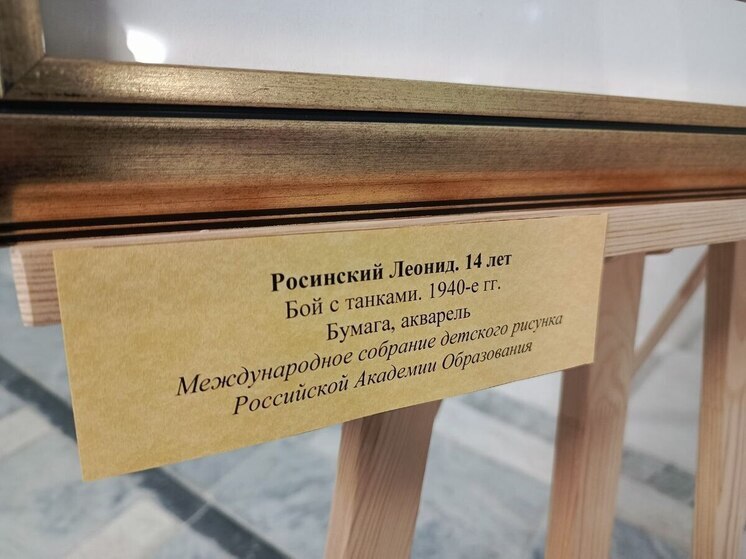 Росинский Леонид. 14 лет
Бой с танками. 1940-е гг.
Бумага, акварель
Международное собрание детского рисунка
Российской Академии Образования